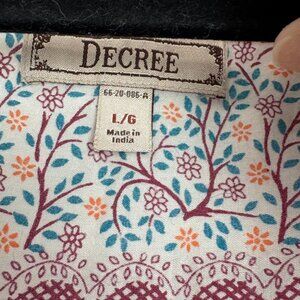 DECREE
66-20-086-A
L/G
Made in
India